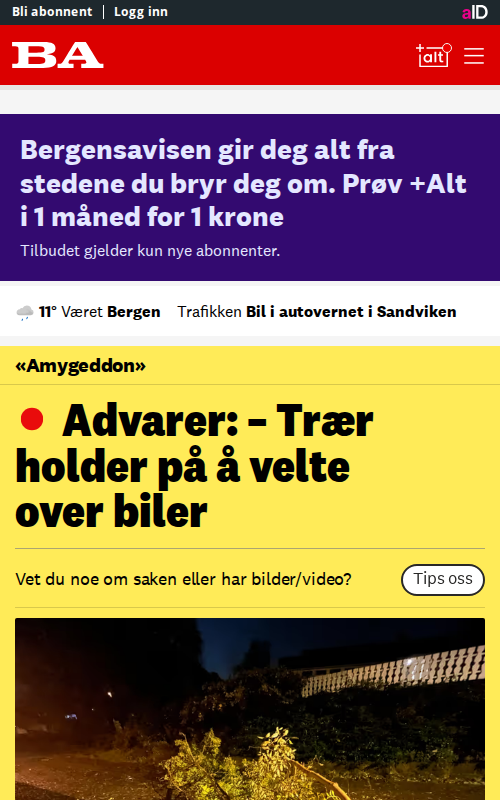 Bli abonnent | Logg inn
aID
BA
+alt
Bergensavisen gir deg alt fra
stedene du bryr deg om. Prøv +Alt
i 1 måned for 1 krone
Tilbudet gjelder kun nye abonnenter.
11° Været Bergen Trafikken Bil i autovernet i Sandviken
«Amygeddon»
Advarer: – Trær
holder på å velte
over biler
Vet du noe om saken eller har bilder/video? Tips oss